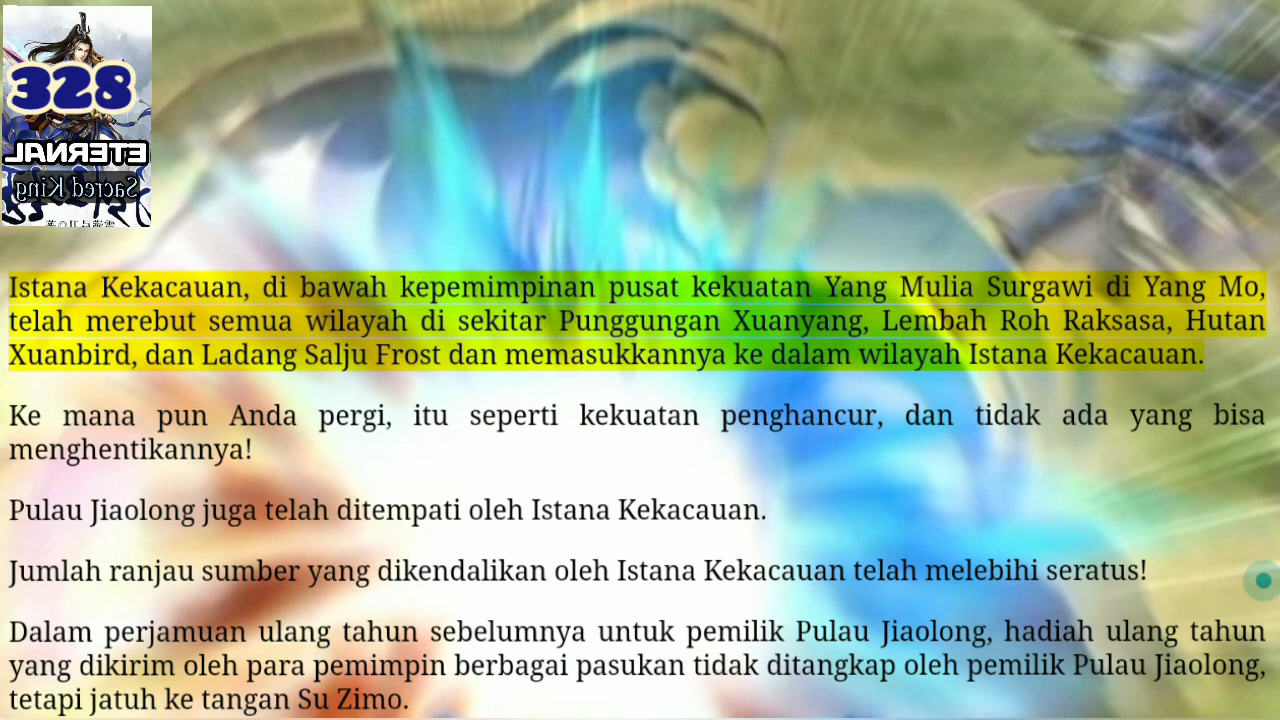 328
ETERNAL
Sacred King
Istana Kekacauan, di bawah kepemimpinan pusat kekuatan Yang Mulia Surgawi di Yang Mo,
telah merebut semua wilayah di sekitar Punggungan Xuanyang, Lembah Roh Raksasa, Hutan
Xuanbird, dan Ladang Salju Frost dan memasukkannya ke dalam wilayah Istana Kekacauan.
Ke mana pun Anda pergi, itu seperti kekuatan penghancur, dan tidak ada yang bisa
menghentikannya!
Pulau Jiaolong juga telah ditempati oleh Istana Kekacauan.
Jumlah ranjau sumber yang dikendalikan oleh Istana Kekacauan telah melebihi seratus!
Dalam perjamuan ulang tahun sebelumnya untuk pemilik Pulau Jiaolong, hadiah ulang tahun
yang dikirim oleh para pemimpin berbagai pasukan tidak ditangkap oleh pemilik Pulau Jiaolong,
tetapi jatuh ke tangan Su Zimo.